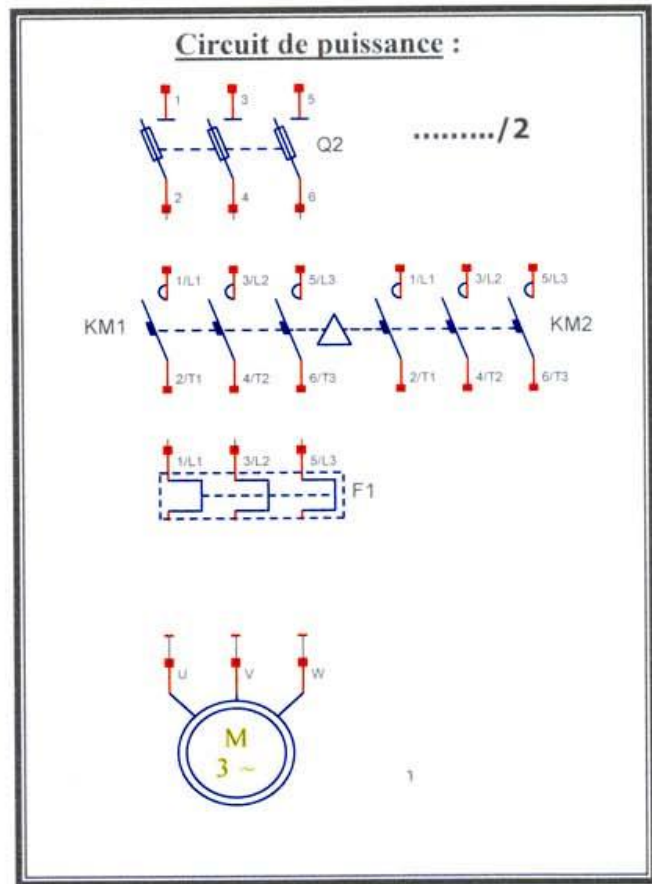 Circuit de puissance :
1 3 5
Q2
........./2
2 4 6
1/L1 3/L2 5/L3 1/L1 3/L2 5/L3
KM1 KM2
2/T1 4/T2 6/T3 2/T1 4/T2 6/T3
1/L1 3/L2 5/L3
F1
U V W
M
3 ~
1